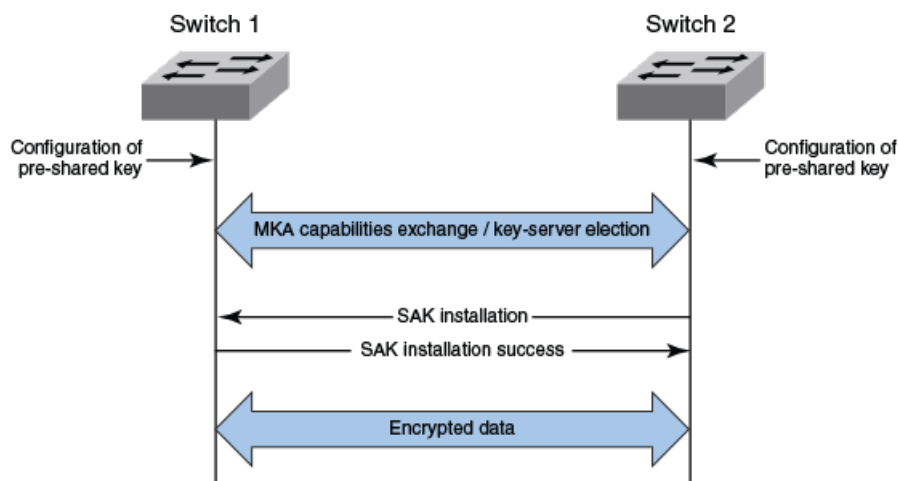 Switch 1
Switch 2
Configuration of
pre-shared key
Configuration of
pre-shared key
MKA capabilities exchange / key-server election
SAK installation
SAK installation success
Encrypted data